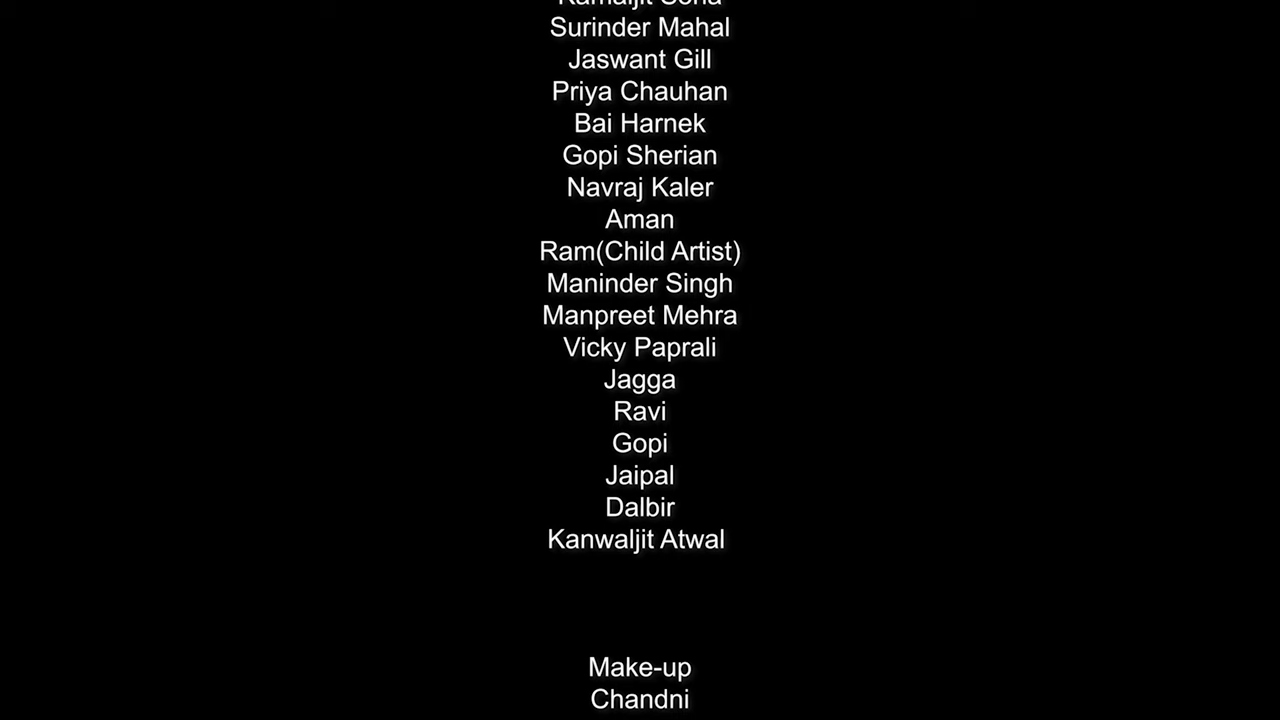 Surinder Mahal
Jaswant Gill
Priya Chauhan
Bai Harnek
Gopi Sherian
Navraj Kaler
Aman
Ram(Child Artist)
Maninder Singh
Manpreet Mehra
Vicky Paprali
Jagga
Ravi
Gopi
Jaipal
Dalbir
Kanwaljit Atwal
Make-up
Chandni